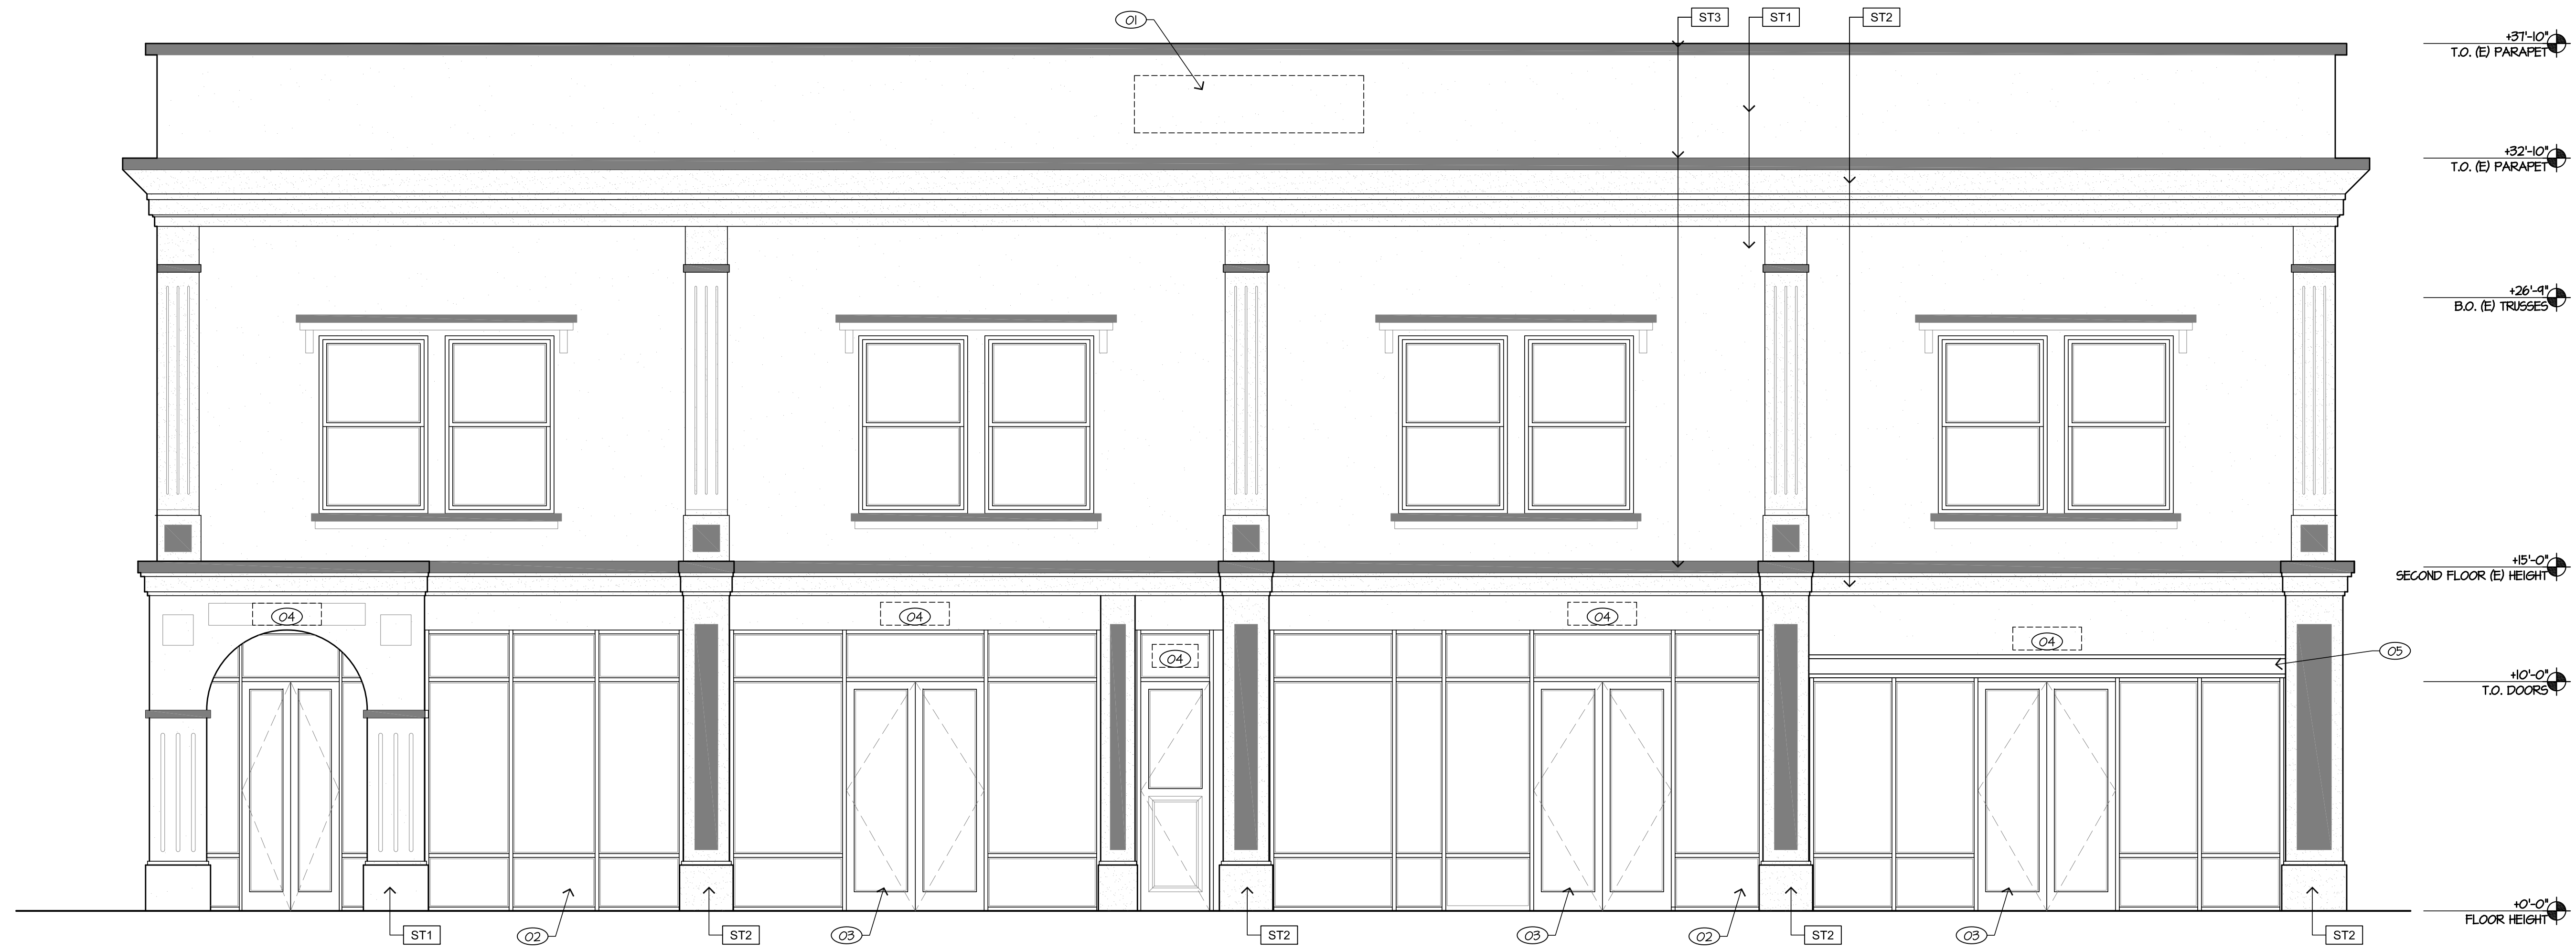 01
ST3
ST1
ST2
+37'-10"
T.O. (E) PARAPET
+32'-10"
T.O. (E) PARAPET
+26'-9"
B.O. (E) TRUSSES
+15'-0"
SECOND FLOOR (E) HEIGHT
04
04
04
04
04
05
+10'-0"
T.O. DOORS
+0'-0"
FLOOR HEIGHT
ST1
02
ST2
03
ST2
03
02
ST2
03
ST2